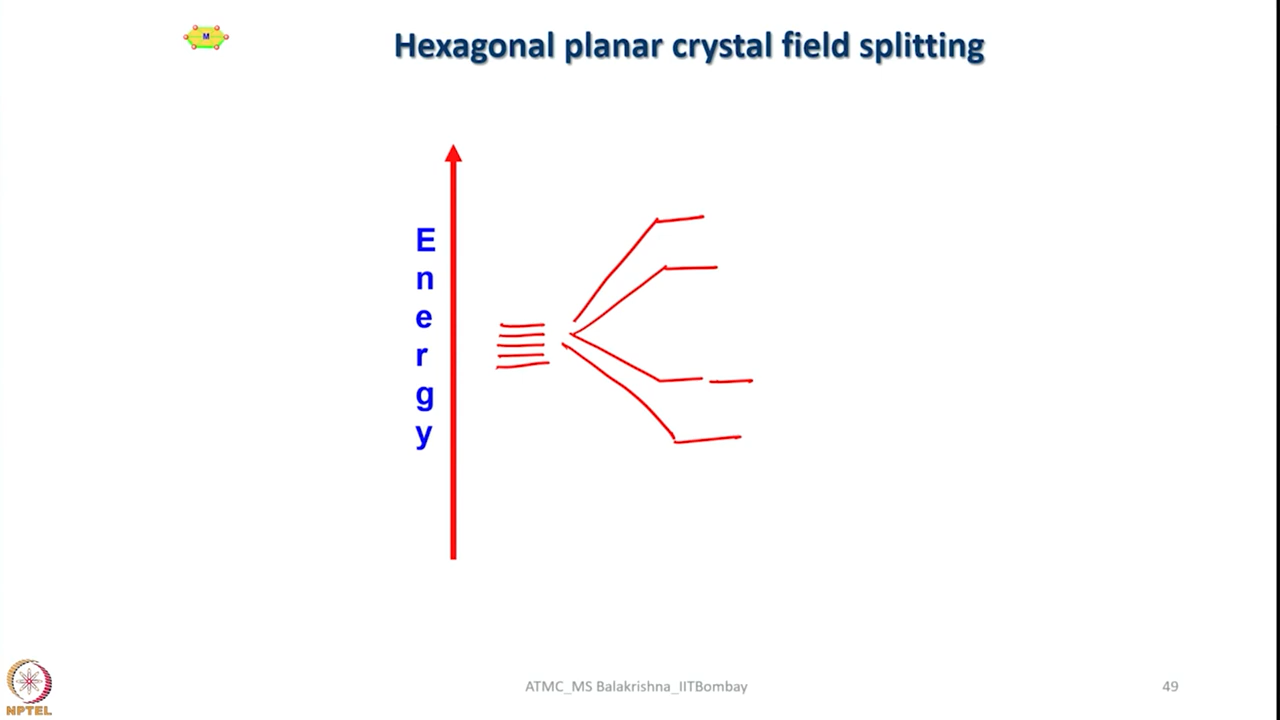 M
Hexagonal planar crystal field splitting
E
n
e
r
g
y
NPTEL
ATMC_MS Balakrishna_IITBombay
49